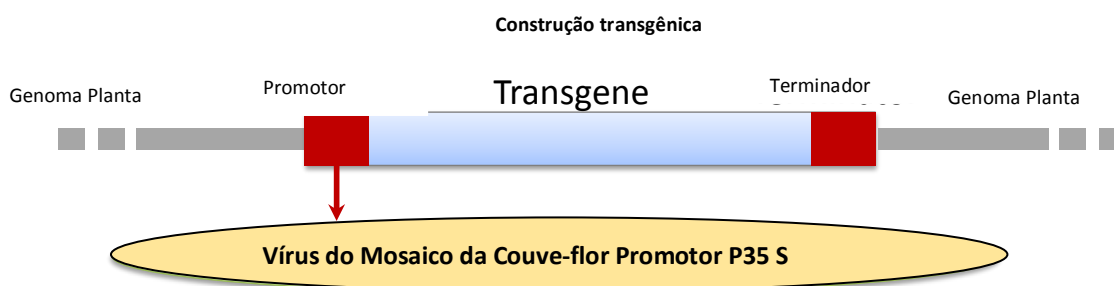 Construção transgênica
Genoma Planta
Promotor
Transgene
Terminador
Genoma Planta
Vírus do Mosaico da Couve-flor Promotor P35 S